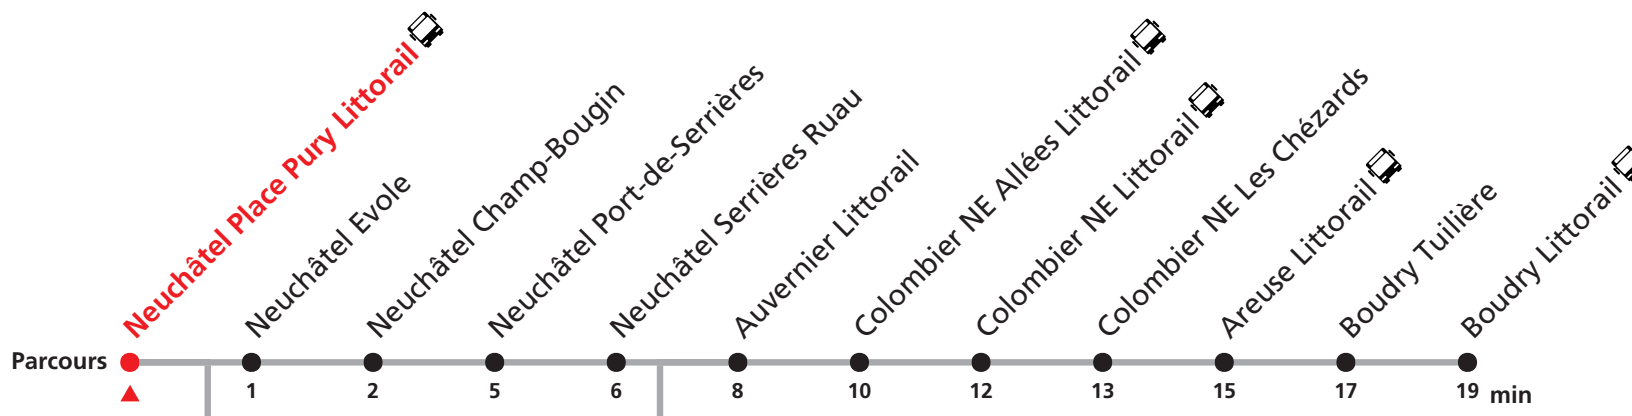 Neuchâtel Place Pury Littorail
Neuchâtel Evole
Neuchâtel Champ-Bougin
Neuchâtel Port-de-Serrières
Neuchâtel Serrières Ruau
Auvernier Littorail
Colombier NE Allées Littorail
Colombier NE Littorail
Colombier NE Les Chézards
Areuse Littorail
Boudry Tuilière
Boudry Littorail
Parcours
1 2 5 6 8 10 12 13 15 17 19 min